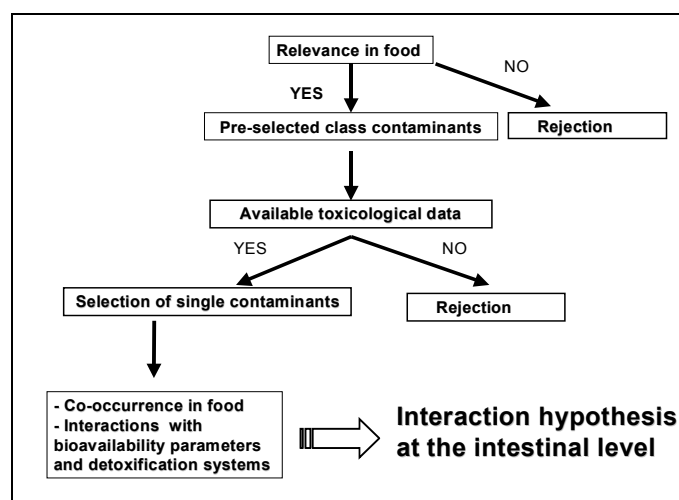 Relevance in food
NO
YES
Pre-selected class contaminants
Rejection
Available toxicological data
YES
NO
Selection of single contaminants
Rejection
- Co-occurrence in food
- Interactions with
bioavailability parameters
and detoxification systems
Interaction hypothesis
at the intestinal level